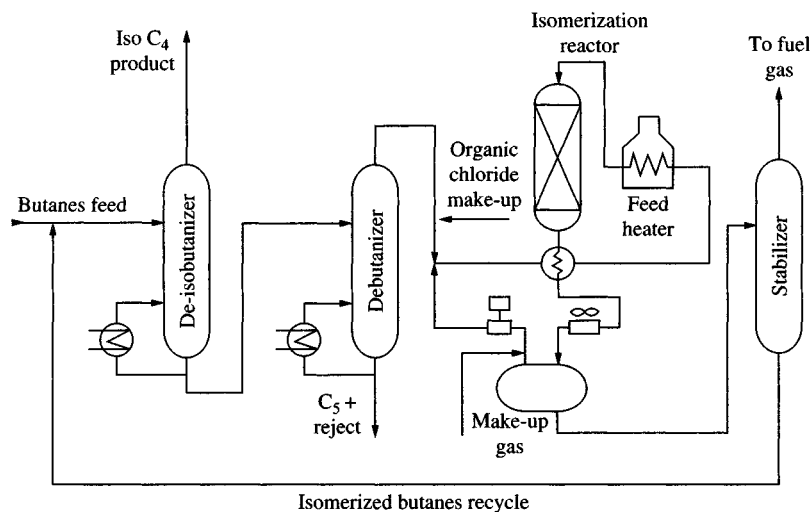 Iso C₄
product
Isomerization
reactor
To fuel
gas
Butanes feed
De-isobutanizer
Debutanizer
Organic
chloride
make-up
Feed
heater
Stabilizer
C₅ +
reject
Make-up
gas
Isomerized butanes recycle